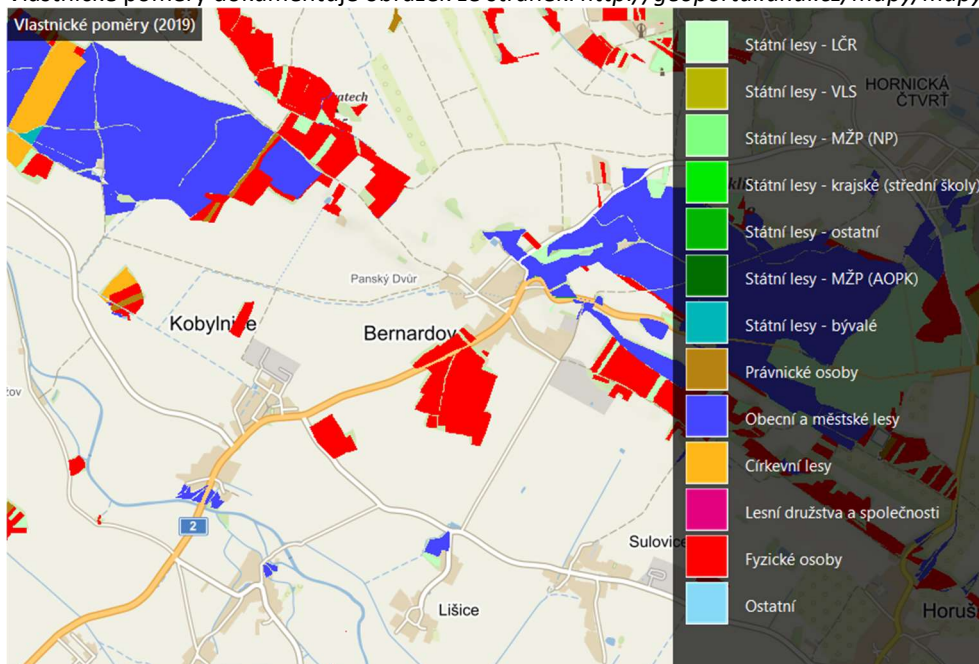 Vlastnické poměry (2019)
Státní lesy - LČR
Státní lesy - VLS
HORNICKÁ
ČTVRŤ
Státní lesy - MŽP (NP)
Státní lesy - krajské (střední školy)
Státní lesy - ostatní
Státní lesy - MŽP (AOPK)
Panský Dvůr
Kobylnice
Bernardov
Státní lesy - bývalé
Právnické osoby
Obecní a městské lesy
Církevní lesy
Lesní družstva a společnosti
2
Fyzické osoby
Sulovice
Lišice
Ostatní